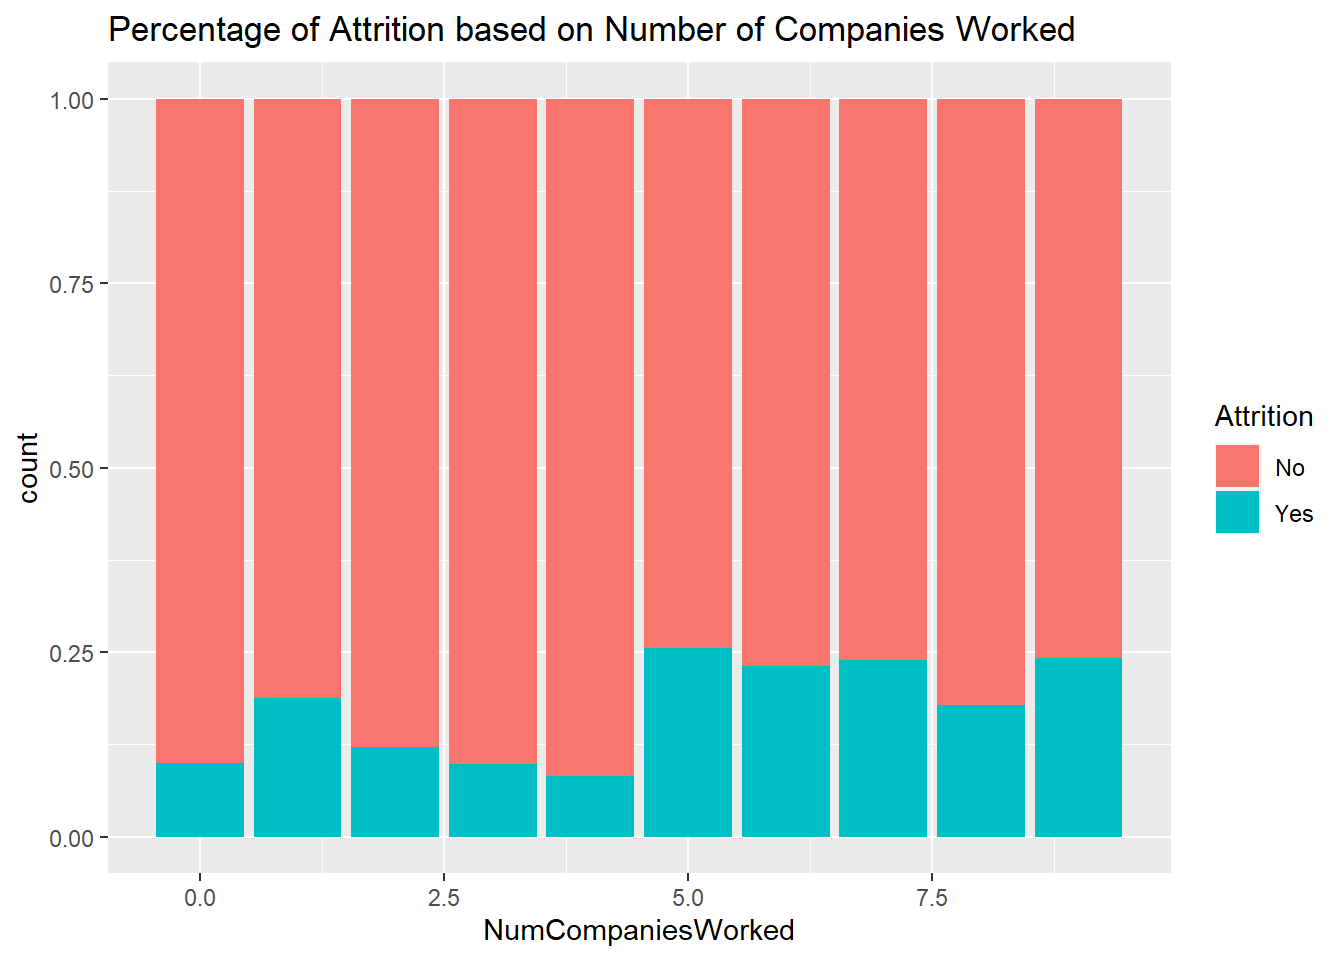 Percentage of Attrition based on Number of Companies Worked
1.00
0.75
0.50
0.25
0.00
count
0.0 2.5 5.0 7.5
NumCompaniesWorked
Attrition
No
Yes